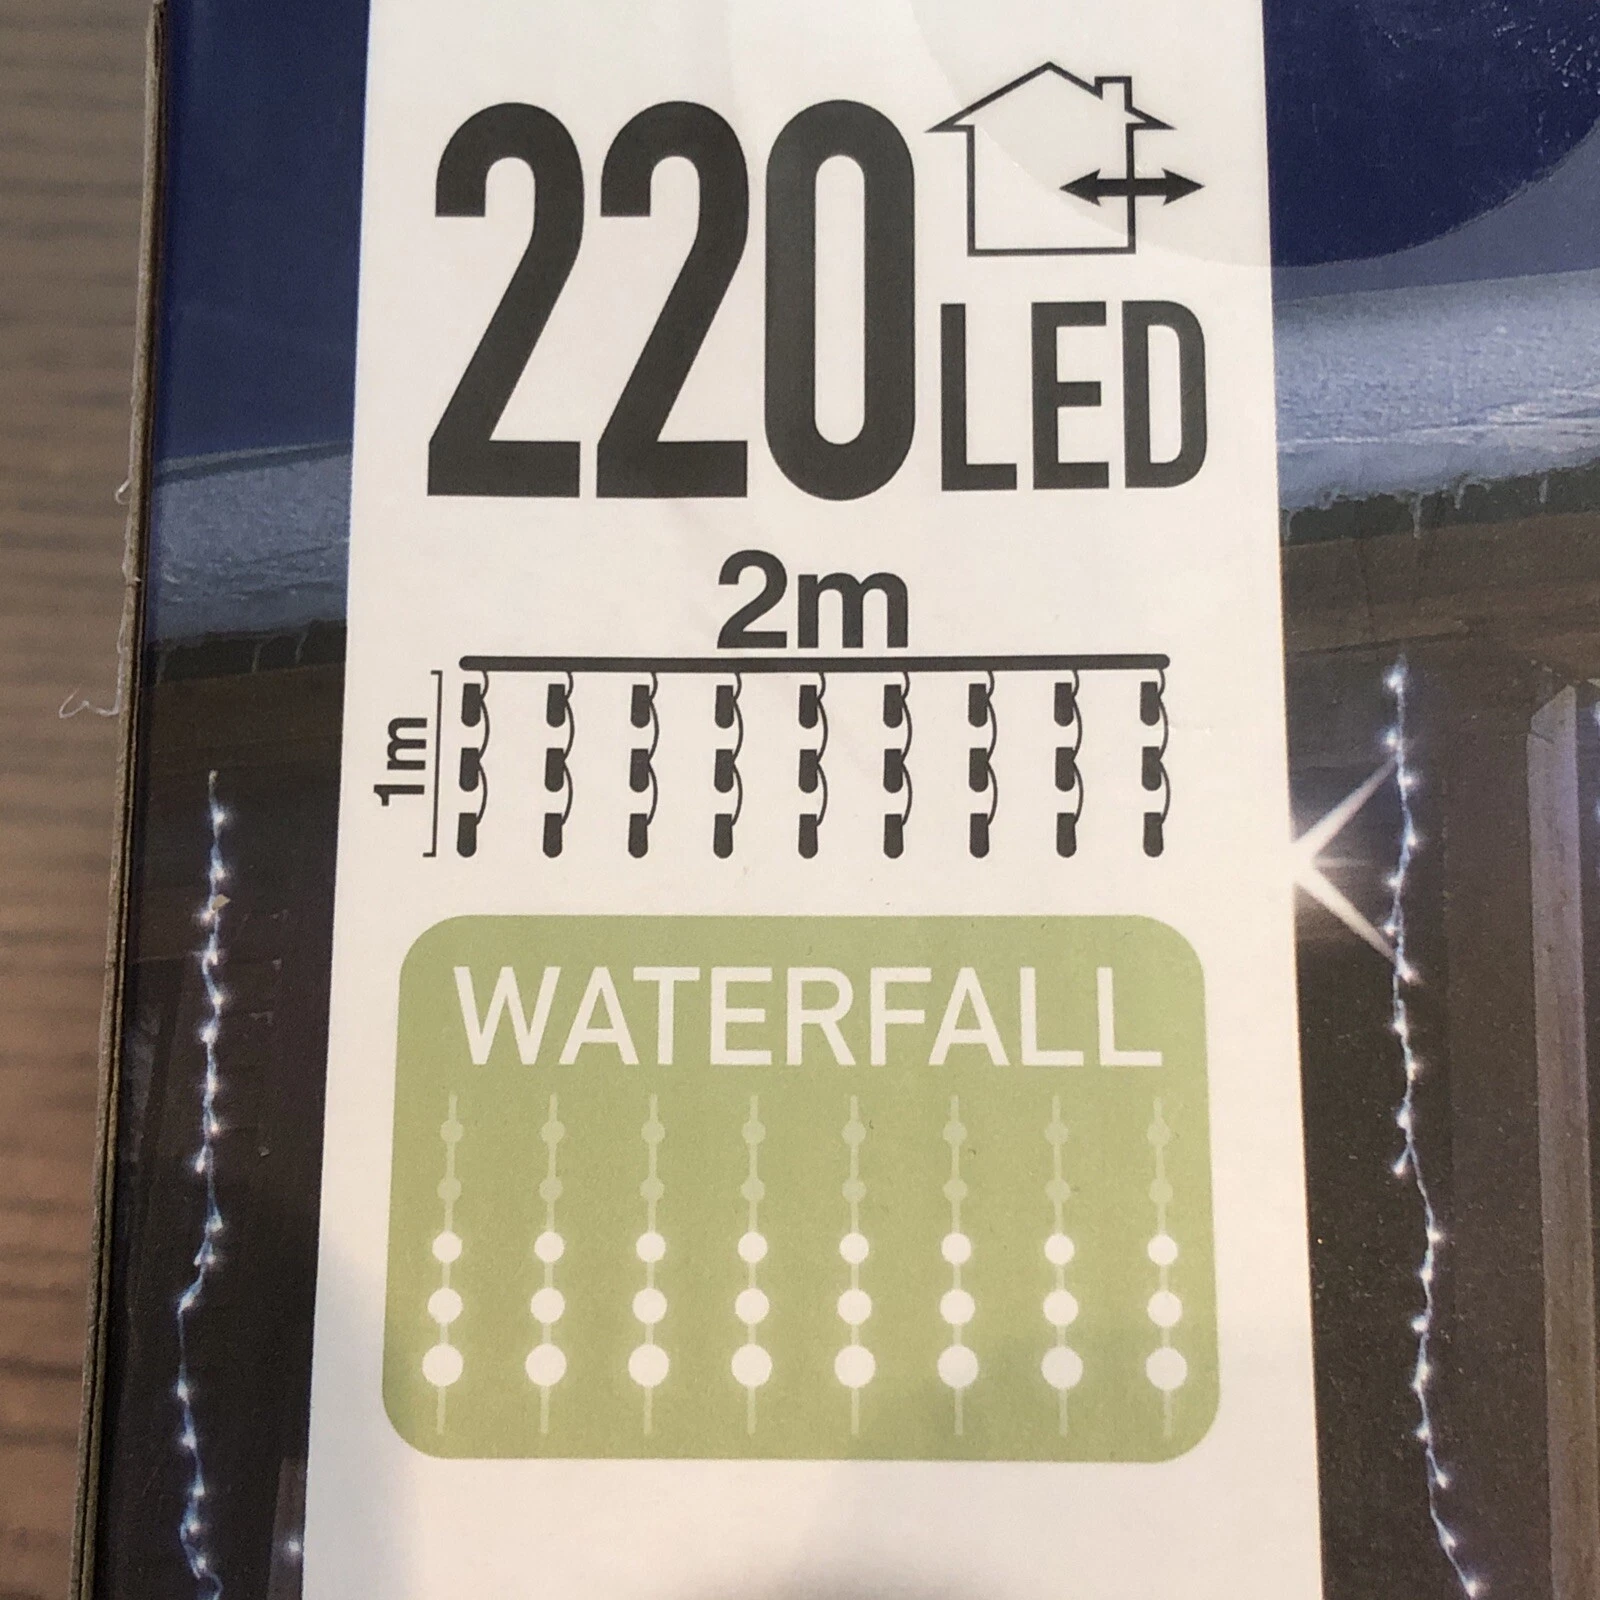 220 LED
2m
1m
WATERFALL